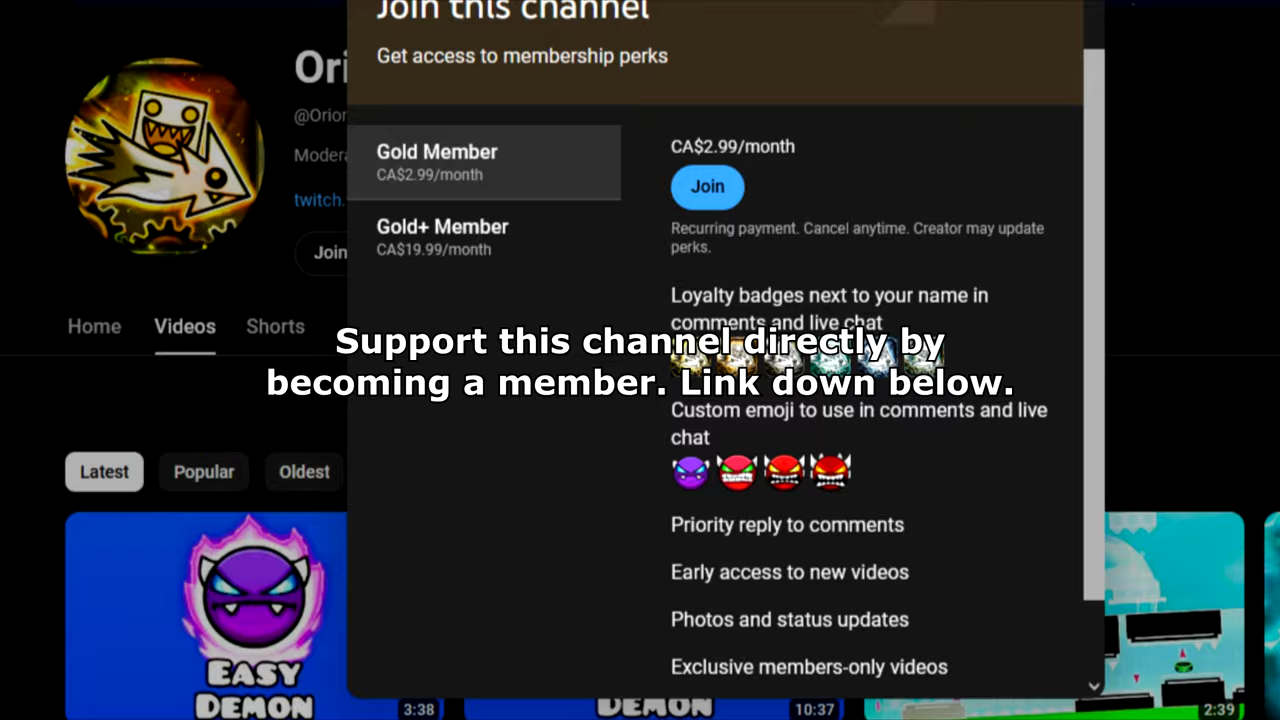 Join this channel
Get access to membership perks
Ori
@Orior
Modera
twitch.
Join
Gold Member
CA$2.99/month
Gold+ Member
CA$19.99/month
CA$2.99/month
Join
Recurring payment. Cancel anytime. Creator may update
perks.
Loyalty badges next to your name in
comments and live chat
Home
Videos
Shorts
Support this channel directly by
becoming a member. Link down below.
Custom emoji to use in comments and live
chat
Priority reply to comments
Early access to new videos
Photos and status updates
Exclusive members-only videos
Latest
Popular
Oldest
EASY
DEMON
3:38
DEMON
10:37
2:39